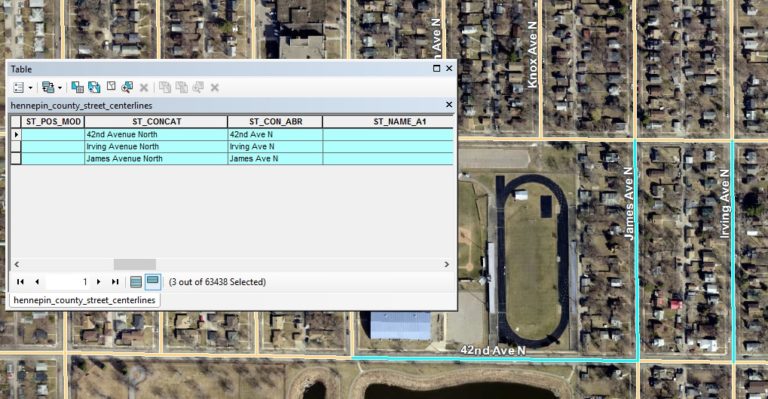 Table
hennepin_county_street_centerlines
ST_POS_MOD ST_CONCAT ST_CON_ABR ST_NAME_A1
42nd Avenue North 42nd Ave N
Irving Avenue North Irving Ave N
James Avenue North James Ave N
1 (3 out of 63438 Selected)
hennepin_county_street_centerlines
Ave N
Knox Ave N
James Ave N
Irving Ave N
42nd Ave N